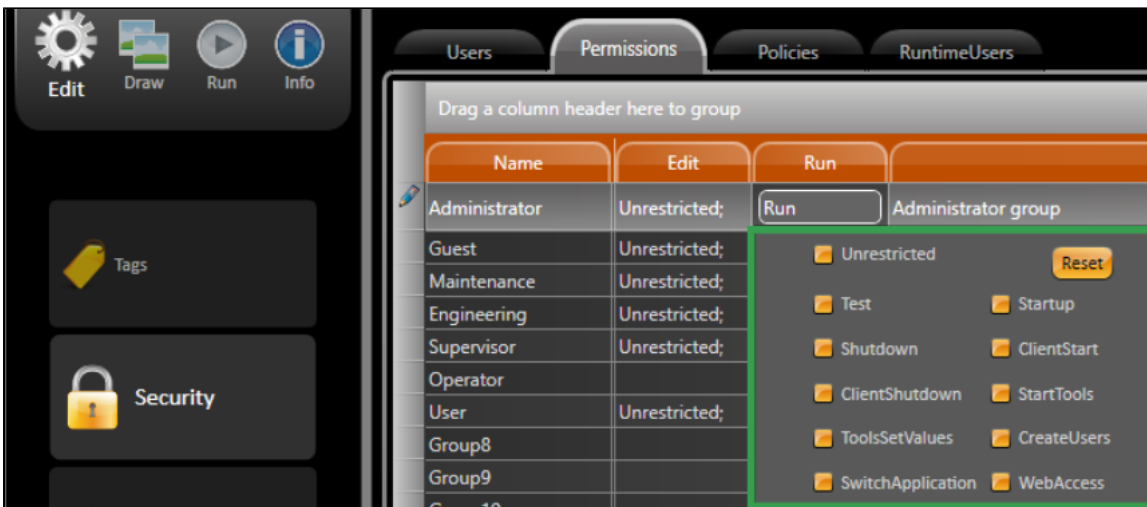 Edit Draw Run Info
Users Permissions Policies RuntimeUsers
Drag a column header here to group
Name Edit Run
Administrator Unrestricted; Run Administrator group
Guest Unrestricted;
Maintenance Unrestricted;
Engineering Unrestricted;
Supervisor Unrestricted;
Operator
User Unrestricted;
Group8
Group9
Unrestricted Reset
Test Startup
Shutdown ClientStart
ClientShutdown StartTools
ToolsSetValues CreateUsers
SwitchApplication WebAccess
Tags
Security